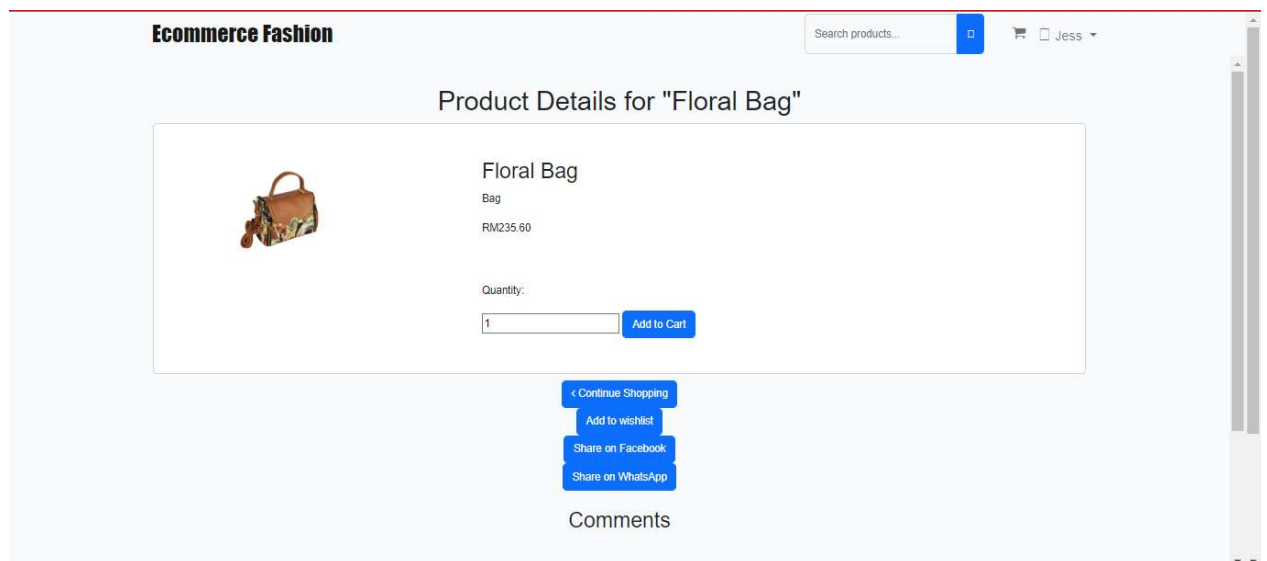 Ecommerce Fashion
Search products...
Jess
Product Details for "Floral Bag"
Floral Bag
Bag
RM235.60
Quantity:
1
Add to Cart
‹ Continue Shopping
Add to wishlist
Share on Facebook
Share on WhatsApp
Comments